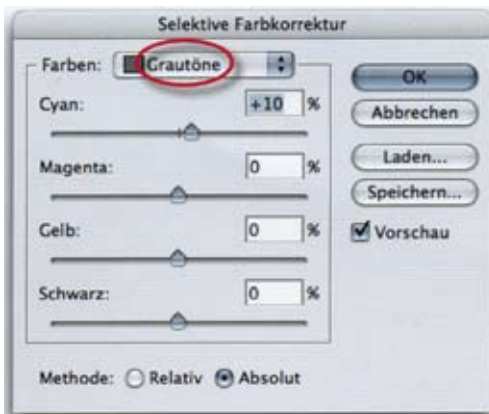 Selektive Farbkorrektur
Farben: Grautöne
Cyan: +10 %
Magenta: 0 %
Gelb: 0 %
Schwarz: 0 %
Methode: Relativ Absolut
OK
Abbrechen
Laden...
Speichern...
Vorschau